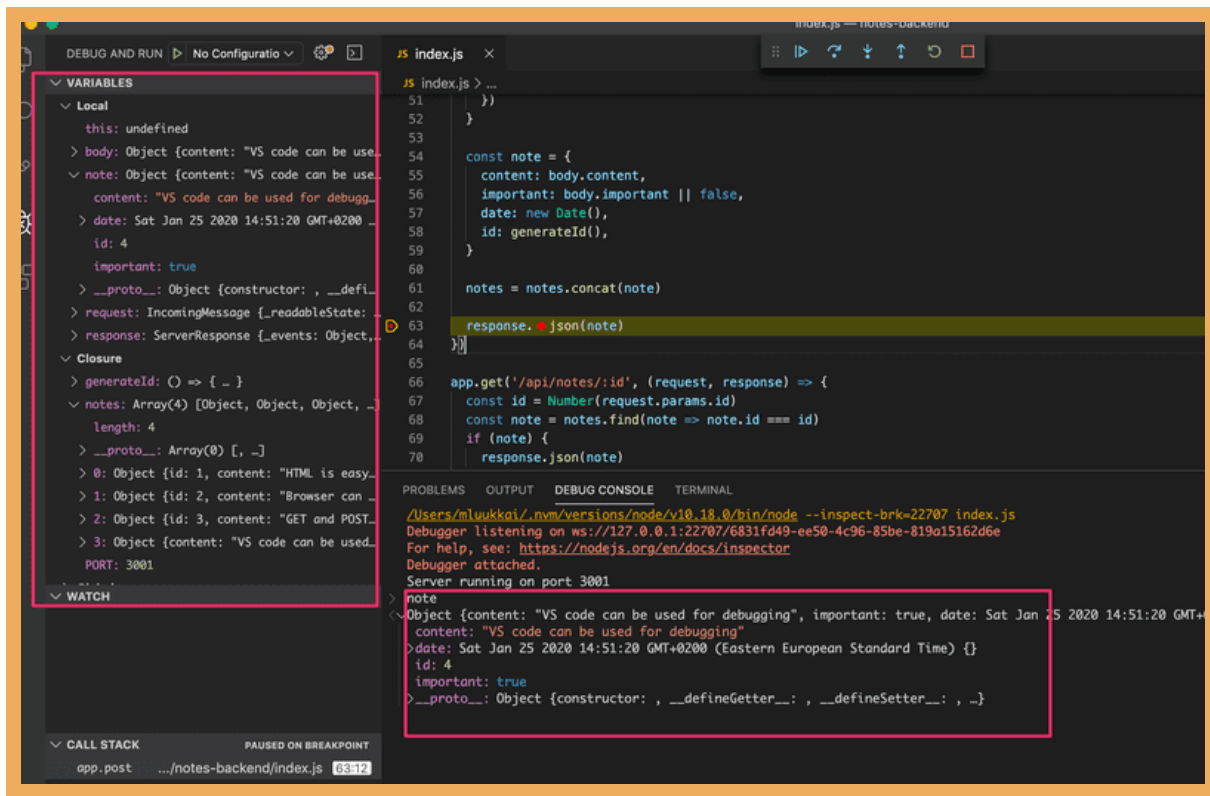 index.js — notes-backend
DEBUG AND RUN No Configuratio
VARIABLES
Local
this: undefined
body: Object {content: "VS code can be use…
note: Object {content: "VS code can be use…
content: "VS code can be used for debugg…
date: Sat Jan 25 2020 14:51:20 GMT+0200 …
id: 4
important: true
__proto__: Object {constructor: , __defi…
request: IncomingMessage {_readableState: …
response: ServerResponse {_events: Object,…
Closure
generateId: () => { … }
notes: Array(4) [Object, Object, Object, …]
length: 4
__proto__: Array(0) [, …]
0: Object {id: 1, content: "HTML is easy…
1: Object {id: 2, content: "Browser can …
2: Object {id: 3, content: "GET and POST…
3: Object {content: "VS code can be used…
PORT: 3001
WATCH
CALL STACK PAUSED ON BREAKPOINT
app.post .../notes-backend/index.js 63:12
JS index.js
JS index.js > ...
51 })
52 }
53
54 const note = {
55 content: body.content,
56 important: body.important || false,
57 date: new Date(),
58 id: generateId(),
59 }
60
61 notes = notes.concat(note)
62
63 response. json(note)
64 })
65
66 app.get('/api/notes/:id', (request, response) => {
67 const id = Number(request.params.id)
68 const note = notes.find(note => note.id === id)
69 if (note) {
70 response.json(note)
PROBLEMS OUTPUT DEBUG CONSOLE TERMINAL
/Users/mluukkai/.nvm/versions/node/v10.18.0/bin/node --inspect-brk=22707 index.js
Debugger listening on ws://127.0.0.1:22707/6831fd49-ee50-4c96-85be-819a15162d6e
For help, see: https://nodejs.org/en/docs/inspector
Debugger attached.
Server running on port 3001
note
Object {content: "VS code can be used for debugging", important: true, date: Sat Jan 25 2020 14:51:20 GMT+
content: "VS code can be used for debugging"
date: Sat Jan 25 2020 14:51:20 GMT+0200 (Eastern European Standard Time) {}
id: 4
important: true
__proto__: Object {constructor: , __defineGetter__: , __defineSetter__: , …}